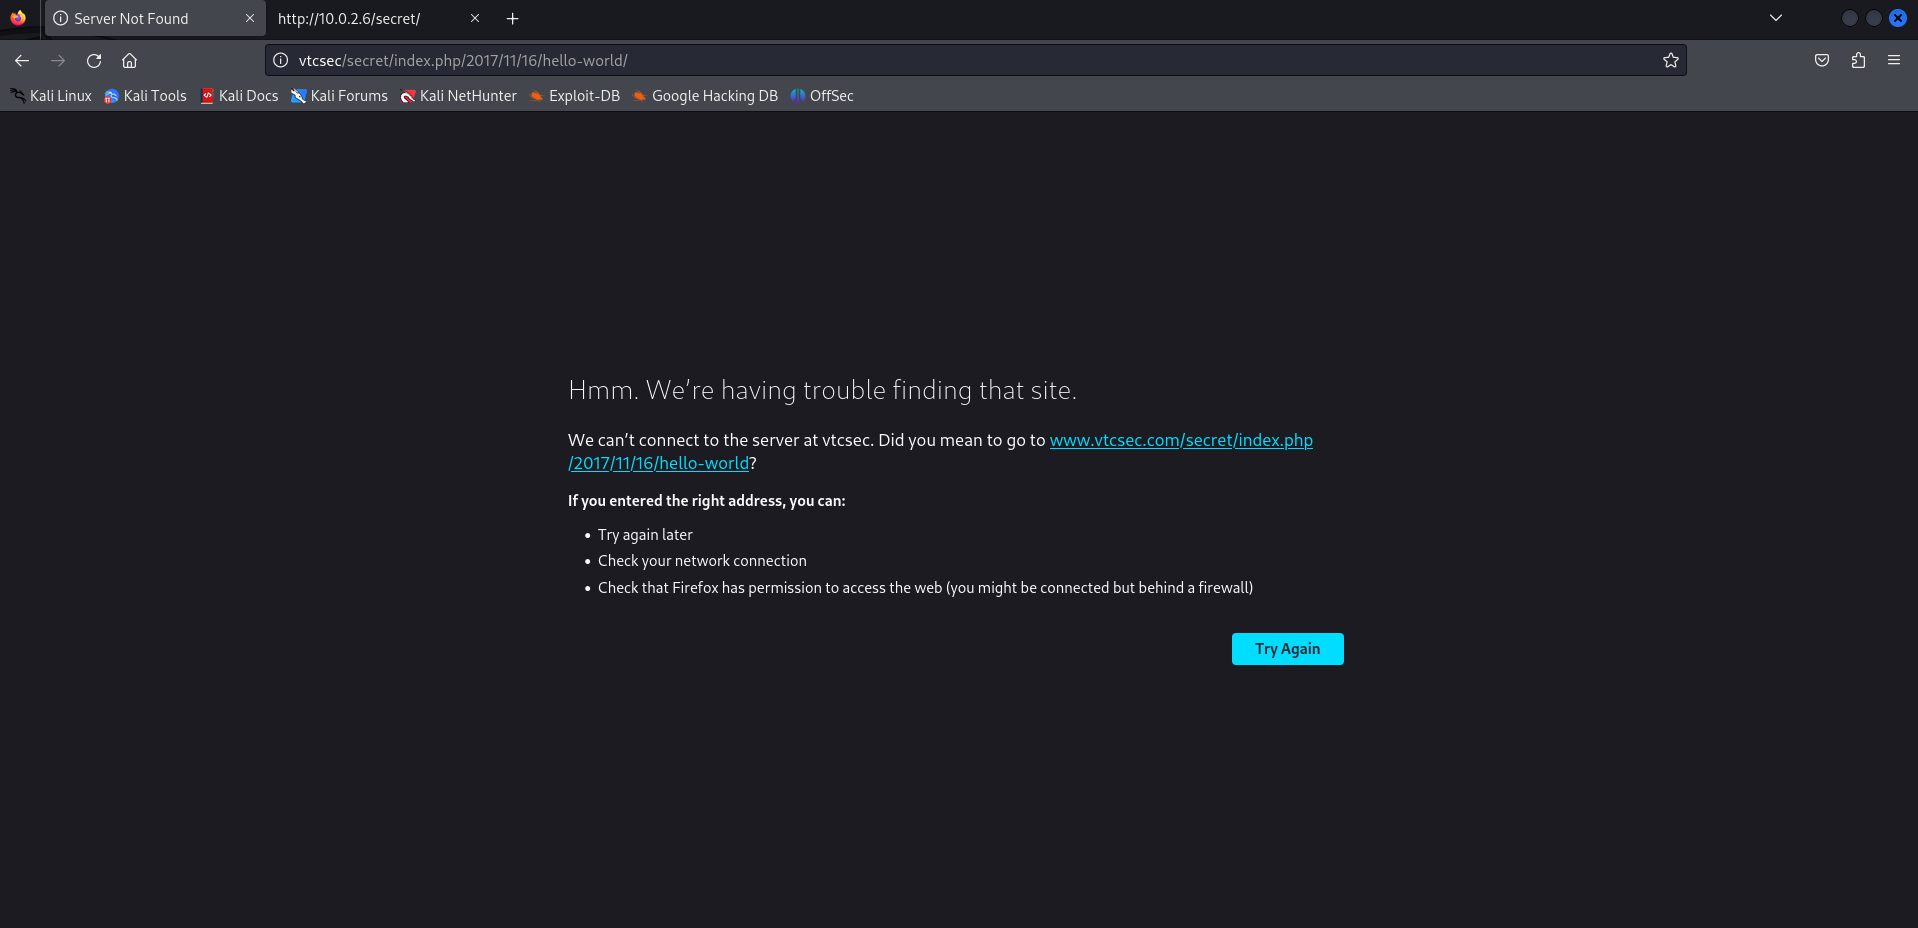 Server Not Found
http://10.0.2.6/secret/
vtcsec/secret/index.php/2017/11/16/hello-world/
Kali Linux Kali Tools Kali Docs Kali Forums Kali NetHunter Exploit-DB Google Hacking DB OffSec
Hmm. We're having trouble finding that site.
We can't connect to the server at vtcsec. Did you mean to go to www.vtcsec.com/secret/index.php
/2017/11/16/hello-world?
If you entered the right address, you can:
• Try again later
• Check your network connection
• Check that Firefox has permission to access the web (you might be connected but behind a firewall)
Try Again